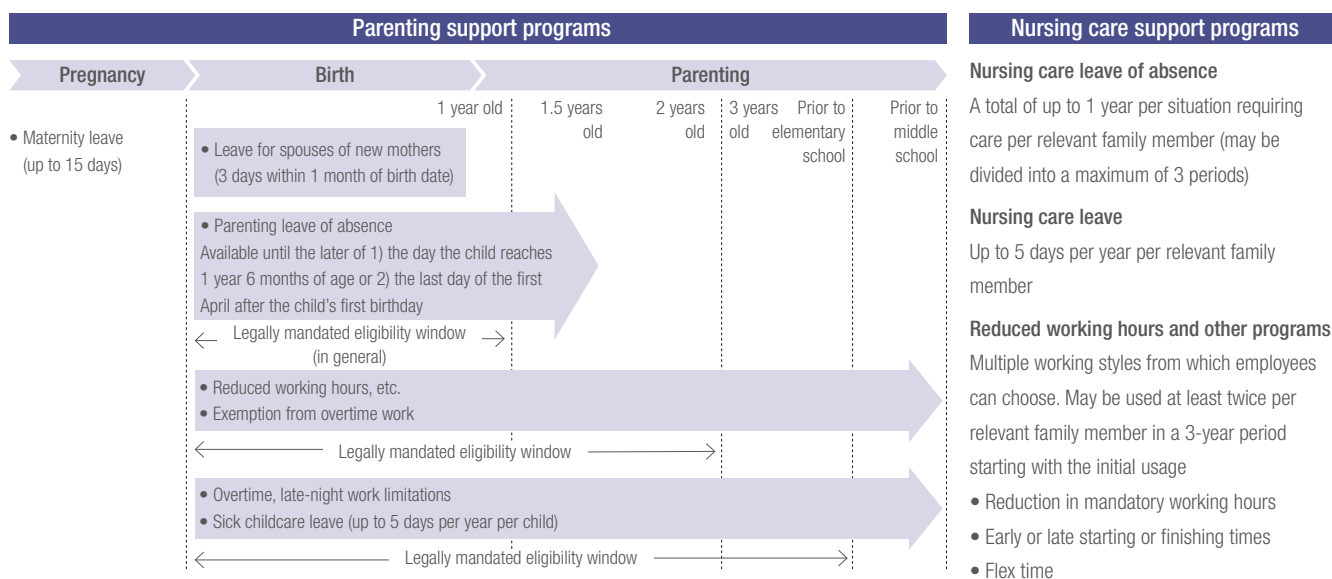 Parenting support programs
Pregnancy
Birth
Parenting
1 year old
1.5 years
old
2 years
old
3 years
old
Prior to
elementary
school
Prior to
middle
school
• Maternity leave
(up to 15 days)
• Leave for spouses of new mothers
(3 days within 1 month of birth date)
• Parenting leave of absence
Available until the later of 1) the day the child reaches
1 year 6 months of age or 2) the last day of the first
April after the child's first birthday
Legally mandated eligibility window
(in general)
• Reduced working hours, etc.
• Exemption from overtime work
Legally mandated eligibility window
• Overtime, late-night work limitations
• Sick childcare leave (up to 5 days per year per child)
Legally mandated eligibility window
Nursing care support programs
Nursing care leave of absence
A total of up to 1 year per situation requiring
care per relevant family member (may be
divided into a maximum of 3 periods)
Nursing care leave
Up to 5 days per year per relevant family
member
Reduced working hours and other programs
Multiple working styles from which employees
can choose. May be used at least twice per
relevant family member in a 3-year period
starting with the initial usage
• Reduction in mandatory working hours
• Early or late starting or finishing times
• Flex time